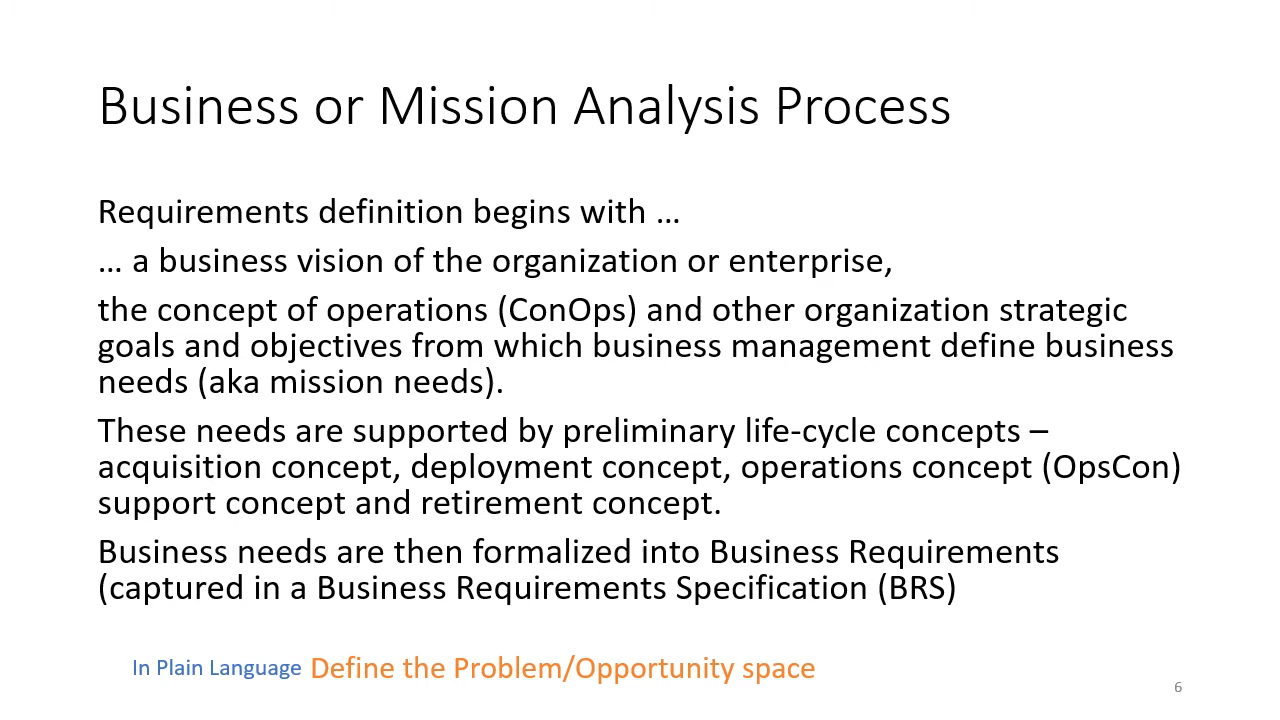 Business or Mission Analysis Process
Requirements definition begins with …
… a business vision of the organization or enterprise,
the concept of operations (ConOps) and other organization strategic
goals and objectives from which business management define business
needs (aka mission needs).
These needs are supported by preliminary life-cycle concepts –
acquisition concept, deployment concept, operations concept (OpsCon)
support concept and retirement concept.
Business needs are then formalized into Business Requirements
(captured in a Business Requirements Specification (BRS)
In Plain Language Define the Problem/Opportunity space
6